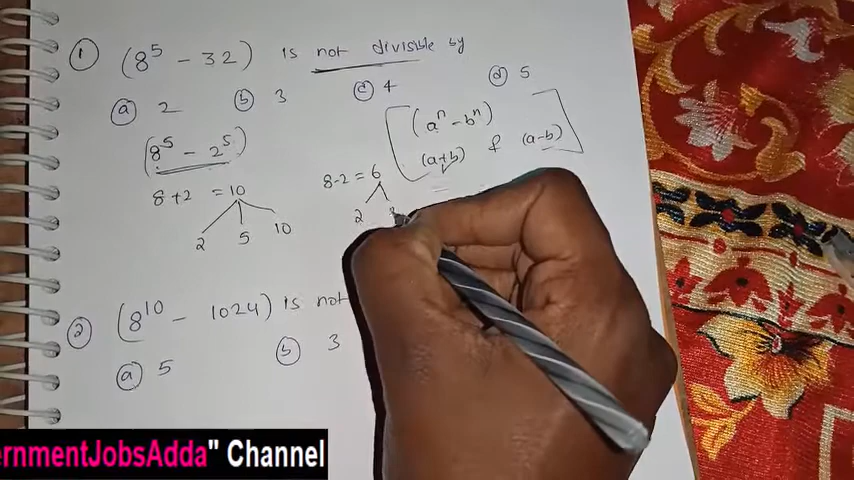 ① (8⁵ - 32) is not divisible by
ⓐ 2 ⓑ 3 ⓒ 4 ⓓ 5
(8⁵ - 2⁵)
[(aⁿ - bⁿ)
(a+b) & (a-b)]
8+2 = 10
2 5 10
8-2 = 6
2 3
② (8¹⁰ - 1024) is not
ⓐ 5 ⓑ 3
ernmentJobsAdda" Channel